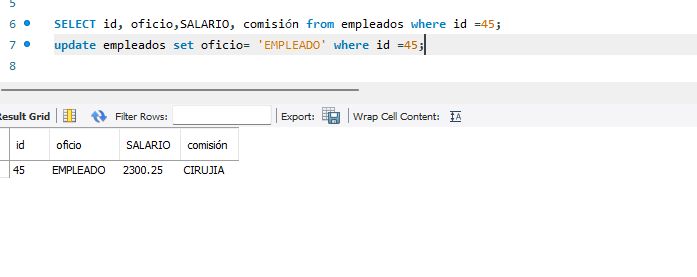 5
6 SELECT id, oficio,SALARIO, comisión from empleados where id =45;
7 update empleados set oficio= 'EMPLEADO' where id =45;
8
Result Grid Filter Rows: Export: Wrap Cell Content: IA
id oficio SALARIO comisión
45 EMPLEADO 2300.25 CIRUJIA